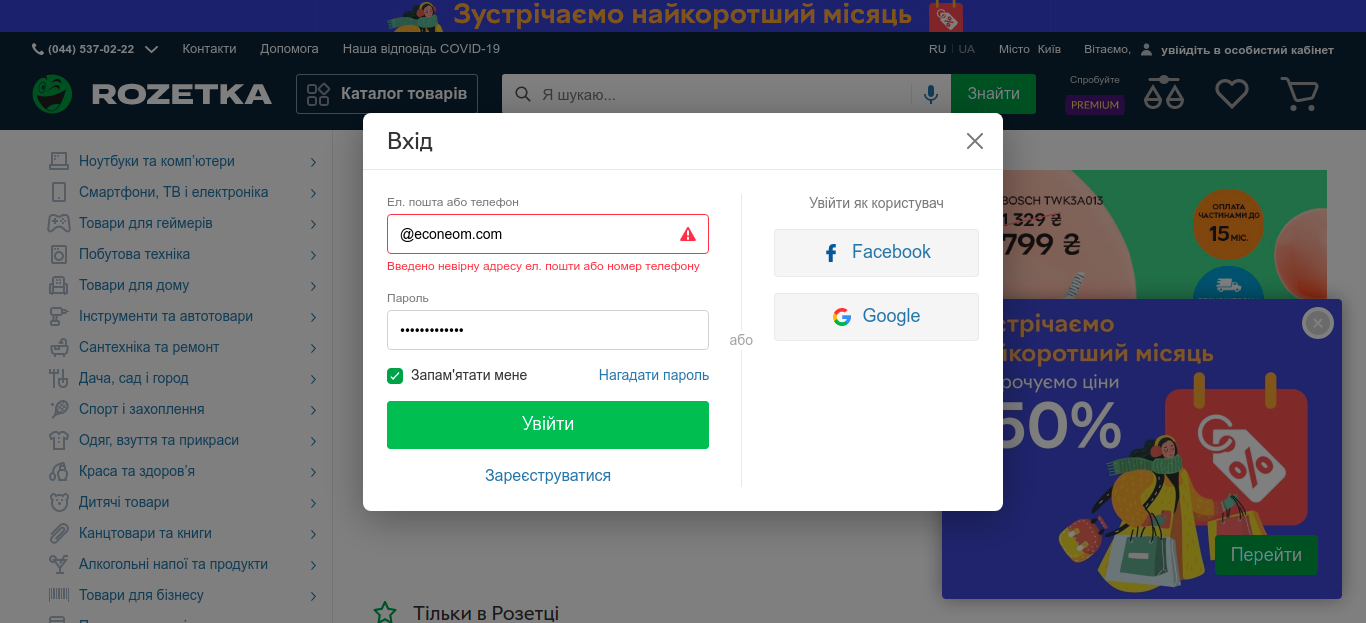 Зустрічаємо найкоротший місяць
(044) 537-02-22
Контакти
Допомога
Наша відповідь COVID-19
RU | UA
Місто Київ
Вітаємо, увійдіть в особистий кабінет
ROZETKA
Каталог товарів
Я шукаю...
Знайти
Спробуйте
PREMIUM
Ноутбуки та комп'ютери
Смартфони, ТВ і електроніка
Товари для геймерів
Побутова техніка
Товари для дому
Інструменти та автотовари
Сантехніка та ремонт
Дача, сад і город
Спорт і захоплення
Одяг, взуття та прикраси
Краса та здоров'я
Дитячі товари
Канцтовари та книги
Алкогольні напої та продукти
Товари для бізнесу
Вхід
Ел. пошта або телефон
@econeom.com
Введено невірну адресу ел. пошти або номер телефону
Пароль
•••••••••••••
Запам'ятати мене
Нагадати пароль
Увійти
Зареєструватися
або
Увійти як користувач
Facebook
Google
BOSCH TWK3A013
1 329 ₴
799 ₴
ОПЛАТА
ЧАСТИНАМИ ДО
15 МІС.
стрічаємо
йкоротший місяць
рочуємо ціни
50%
%
Перейти
Тільки в Розетці